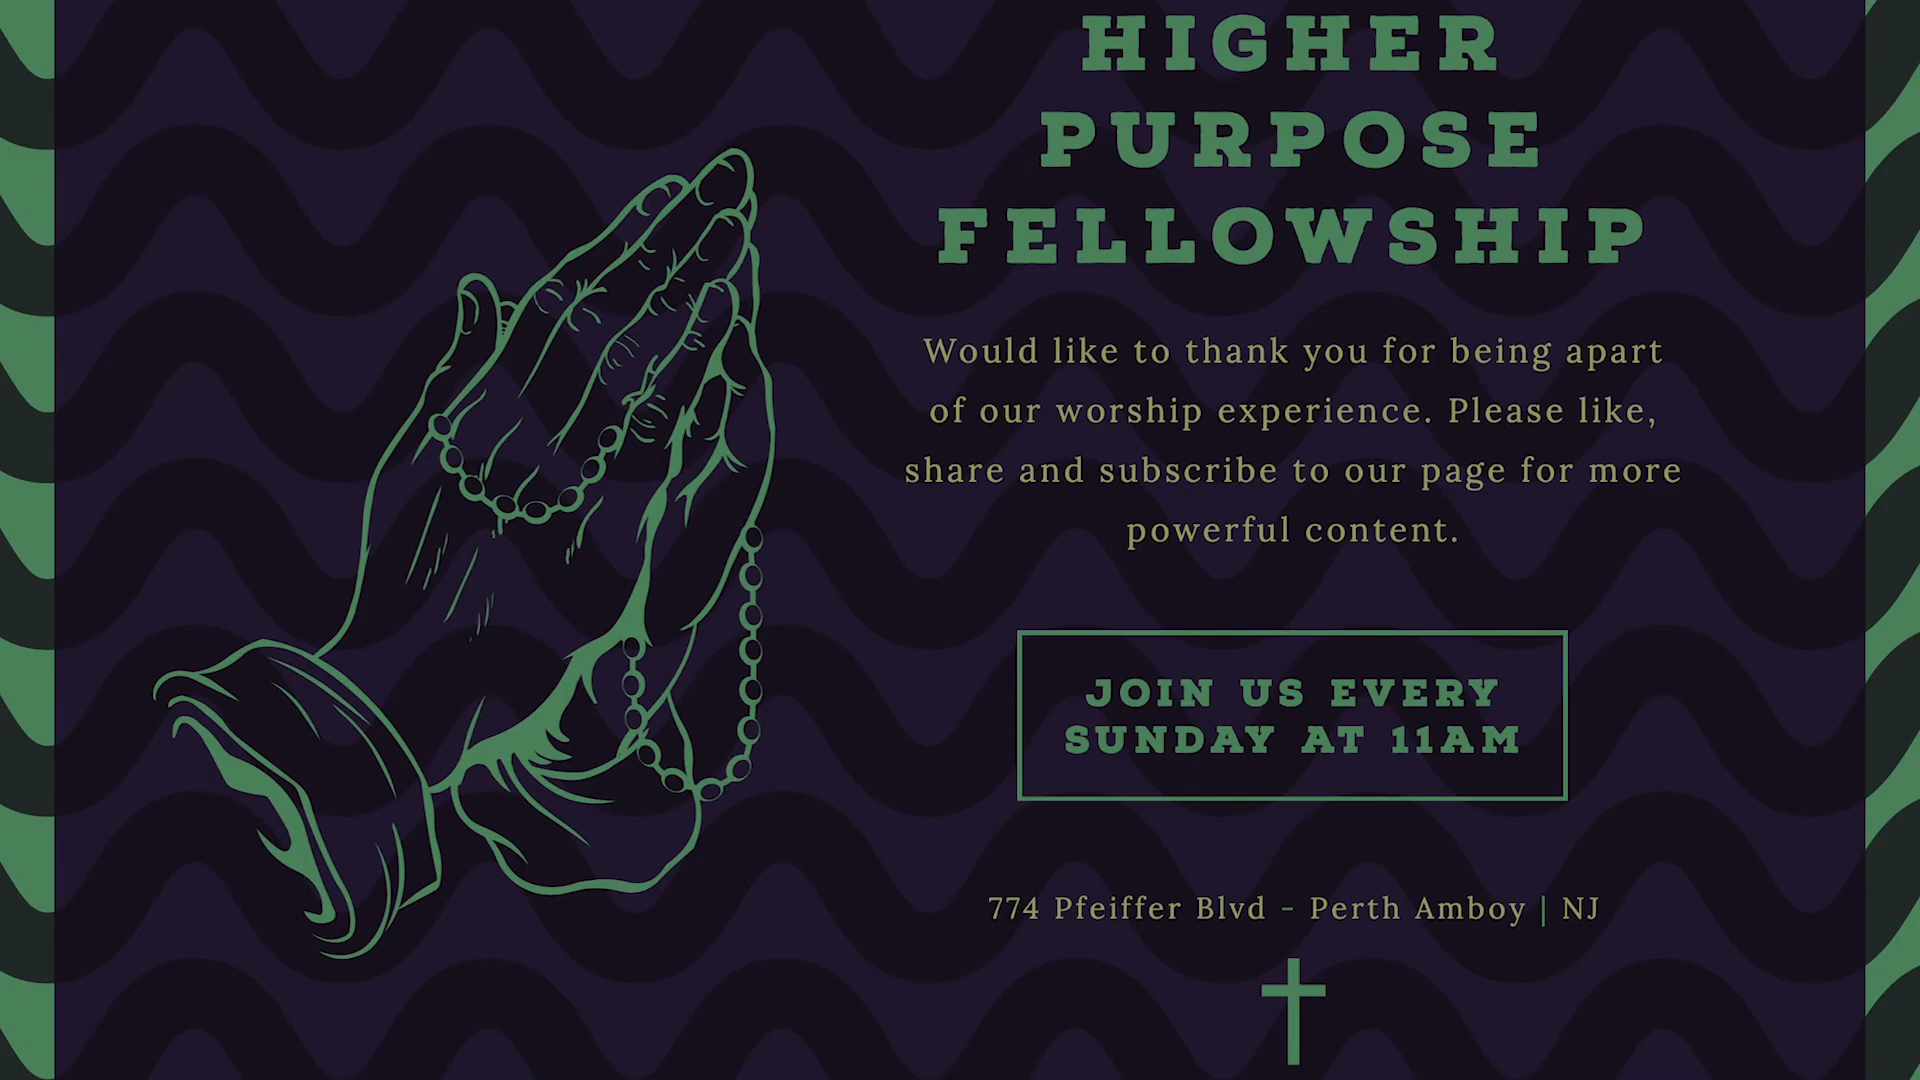 HIGHER
PURPOSE
FELLOWSHIP
Would like to thank you for being apart
of our worship experience. Please like,
share and subscribe to our page for more
powerful content.
JOIN US EVERY
SUNDAY AT 11AM
774 Pfeiffer Blvd - Perth Amboy | NJ